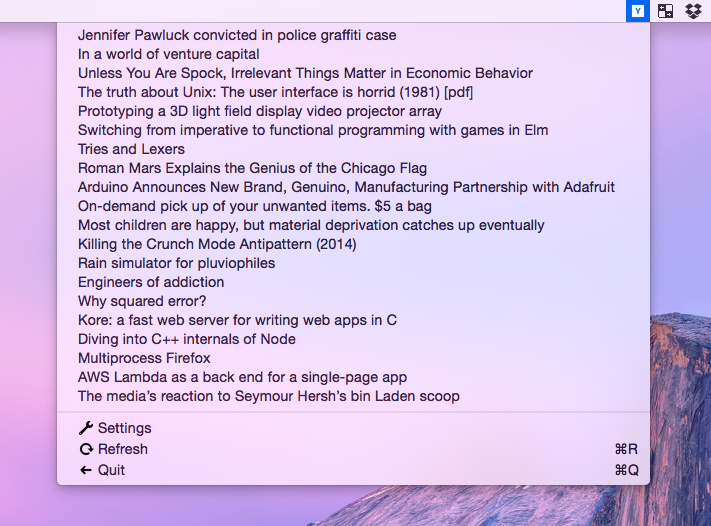 Y
Jennifer Pawluck convicted in police graffiti case
In a world of venture capital
Unless You Are Spock, Irrelevant Things Matter in Economic Behavior
The truth about Unix: The user interface is horrid (1981) [pdf]
Prototyping a 3D light field display video projector array
Switching from imperative to functional programming with games in Elm
Tries and Lexers
Roman Mars Explains the Genius of the Chicago Flag
Arduino Announces New Brand, Genuino, Manufacturing Partnership with Adafruit
On-demand pick up of your unwanted items. $5 a bag
Most children are happy, but material deprivation catches up eventually
Killing the Crunch Mode Antipattern (2014)
Rain simulator for pluviophiles
Engineers of addiction
Why squared error?
Kore: a fast web server for writing web apps in C
Diving into C++ internals of Node
Multiprocess Firefox
AWS Lambda as a back end for a single-page app
The media’s reaction to Seymour Hersh’s bin Laden scoop
Settings
Refresh ⌘R
Quit ⌘Q